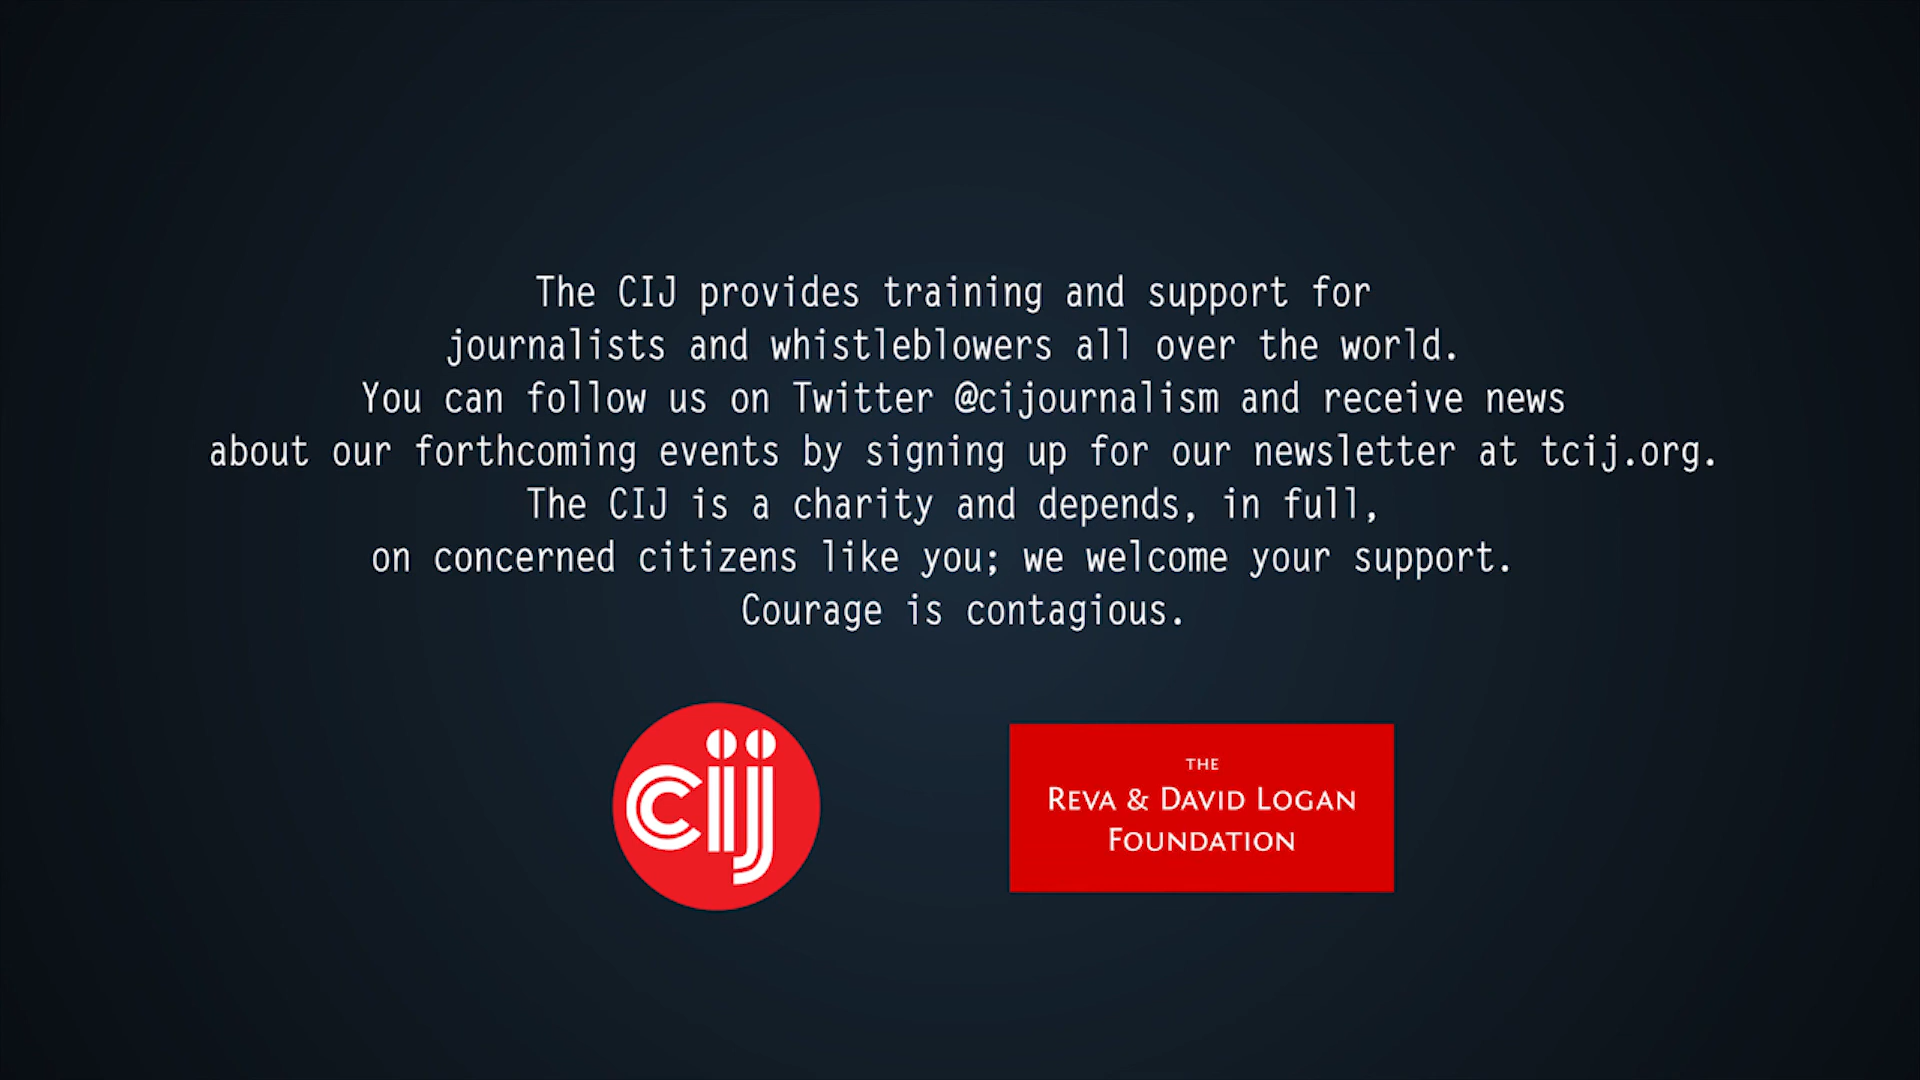 The CIJ provides training and support for
journalists and whistleblowers all over the world.
You can follow us on Twitter @cijournalism and receive news
about our forthcoming events by signing up for our newsletter at tcij.org.
The CIJ is a charity and depends, in full,
on concerned citizens like you; we welcome your support.
Courage is contagious.
cij
THE
REVA & DAVID LOGAN
FOUNDATION